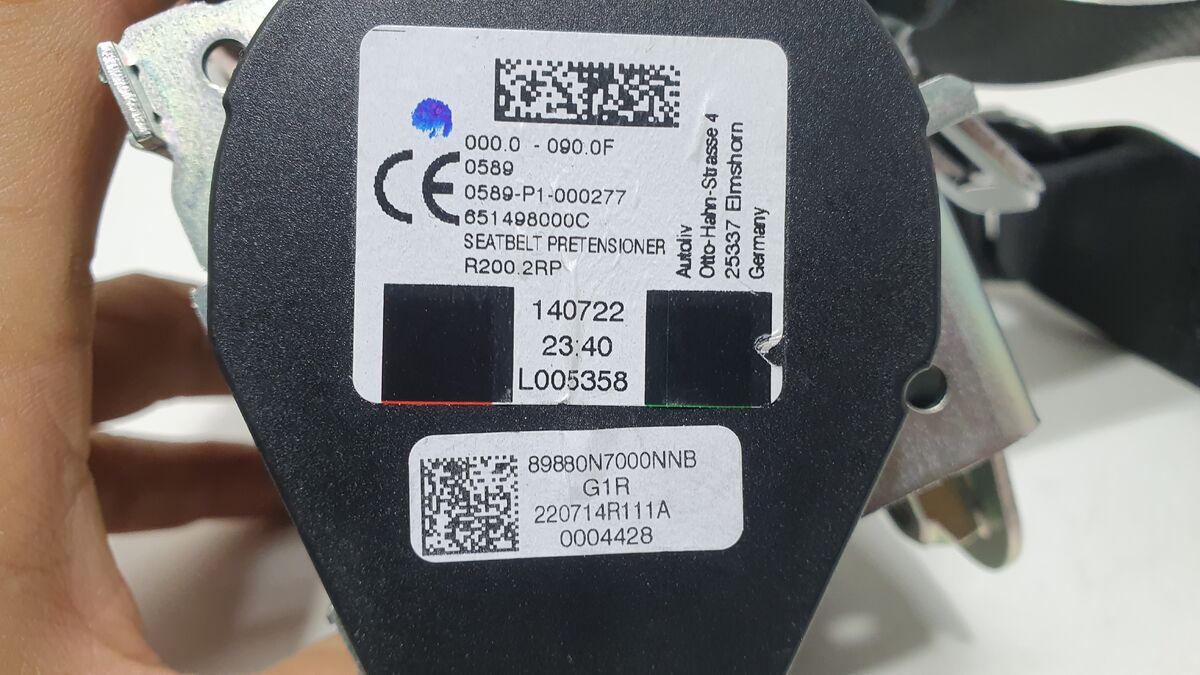 000.0 - 090.0F
0589
0589-P1-000277
651498000C
SEATBELT PRETENSIONER
R200.2RP
CE
Autoliv
Otto-Hahn-Strasse 4
25337 Elmshorn
Germany
140722
23:40
L005358
89880N7000NNB
G1R
220714R111A
0004428